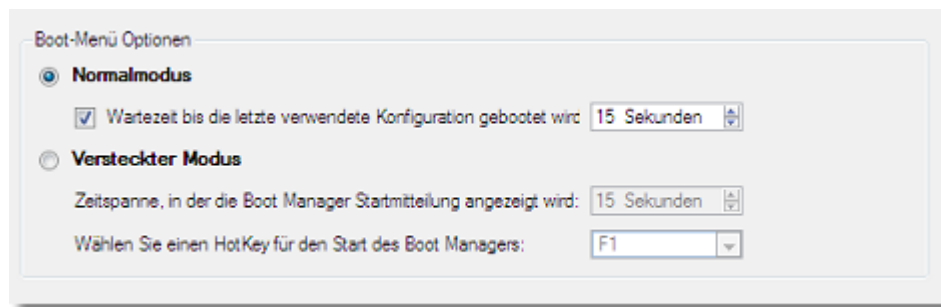 Boot-Menü Optionen
Normalmodus
Wartezeit bis die letzte verwendete Konfiguration gebootet wird 15 Sekunden
Versteckter Modus
Zeitspanne, in der die Boot Manager Startmitteilung angezeigt wird: 15 Sekunden
Wählen Sie einen HotKey für den Start des Boot Managers: F1